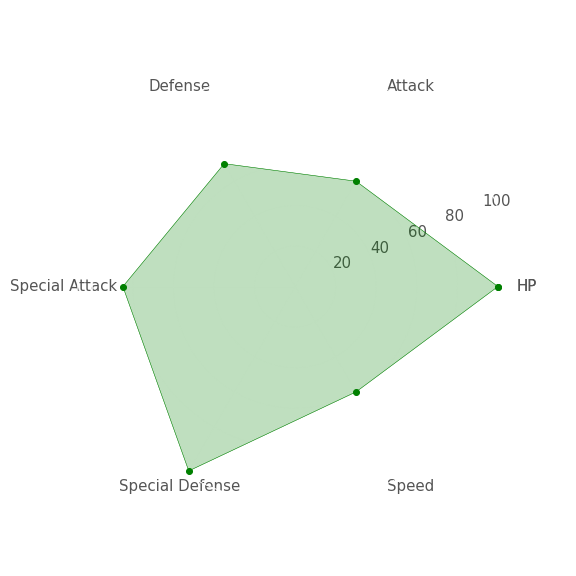 Defense
Attack
100
80
60
40
20
Special Attack
HP
Special Defense
Speed